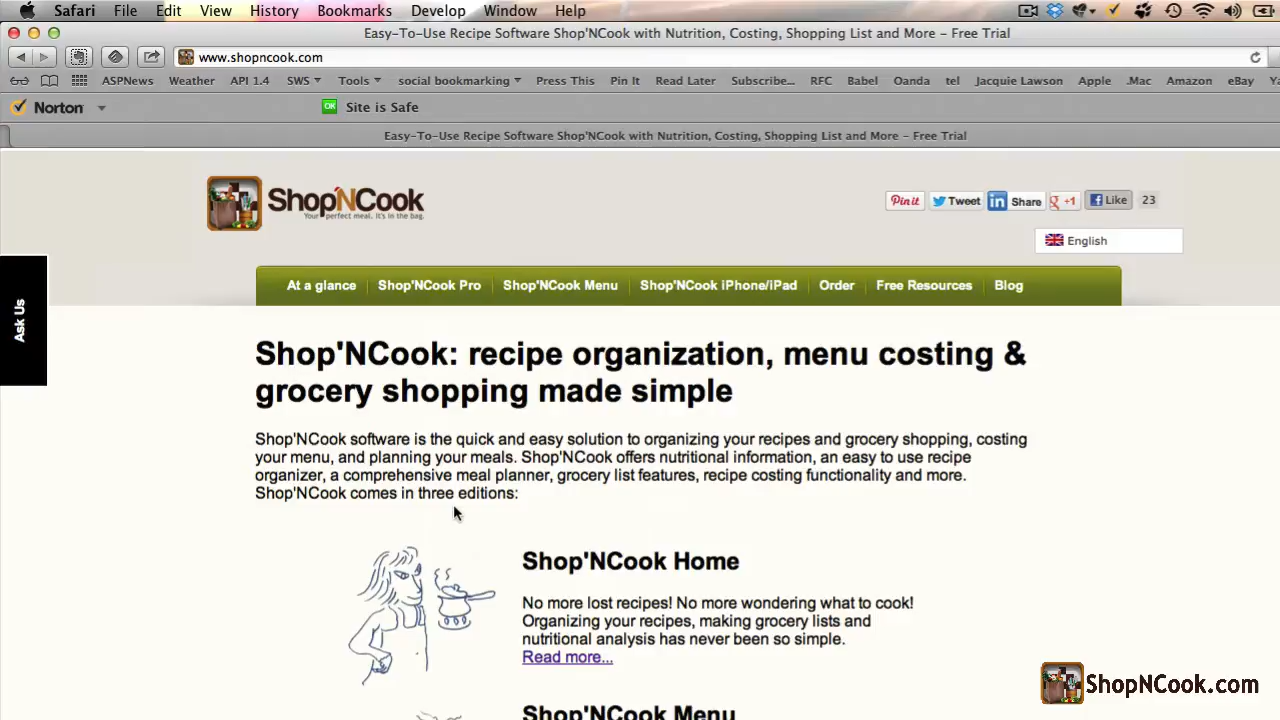 Safari File Edit View History Bookmarks Develop Window Help
Easy-To-Use Recipe Software Shop'NCook with Nutrition, Costing, Shopping List and More – Free Trial
www.shopncook.com
ASPNews Weather API 1.4 SWS Tools social bookmarking Press This Pin It Read Later Subscribe... RFC Babel Oanda tel Jacquie Lawson Apple .Mac Amazon eBay
Norton OK Site is Safe
Easy-To-Use Recipe Software Shop'NCook with Nutrition, Costing, Shopping List and More – Free Trial
ShopNCook
Your perfect meal. It's in the bag.
Pin it Tweet in Share g +1 f Like 23
English
At a glance Shop'NCook Pro Shop'NCook Menu Shop'NCook iPhone/iPad Order Free Resources Blog
Ask Us
Shop'NCook: recipe organization, menu costing &
grocery shopping made simple
Shop'NCook software is the quick and easy solution to organizing your recipes and grocery shopping, costing
your menu, and planning your meals. Shop'NCook offers nutritional information, an easy to use recipe
organizer, a comprehensive meal planner, grocery list features, recipe costing functionality and more.
Shop'NCook comes in three editions:
Shop'NCook Home
No more lost recipes! No more wondering what to cook!
Organizing your recipes, making grocery lists and
nutritional analysis has never been so simple.
Read more...
Shop'NCook Menu
ShopNCook.com